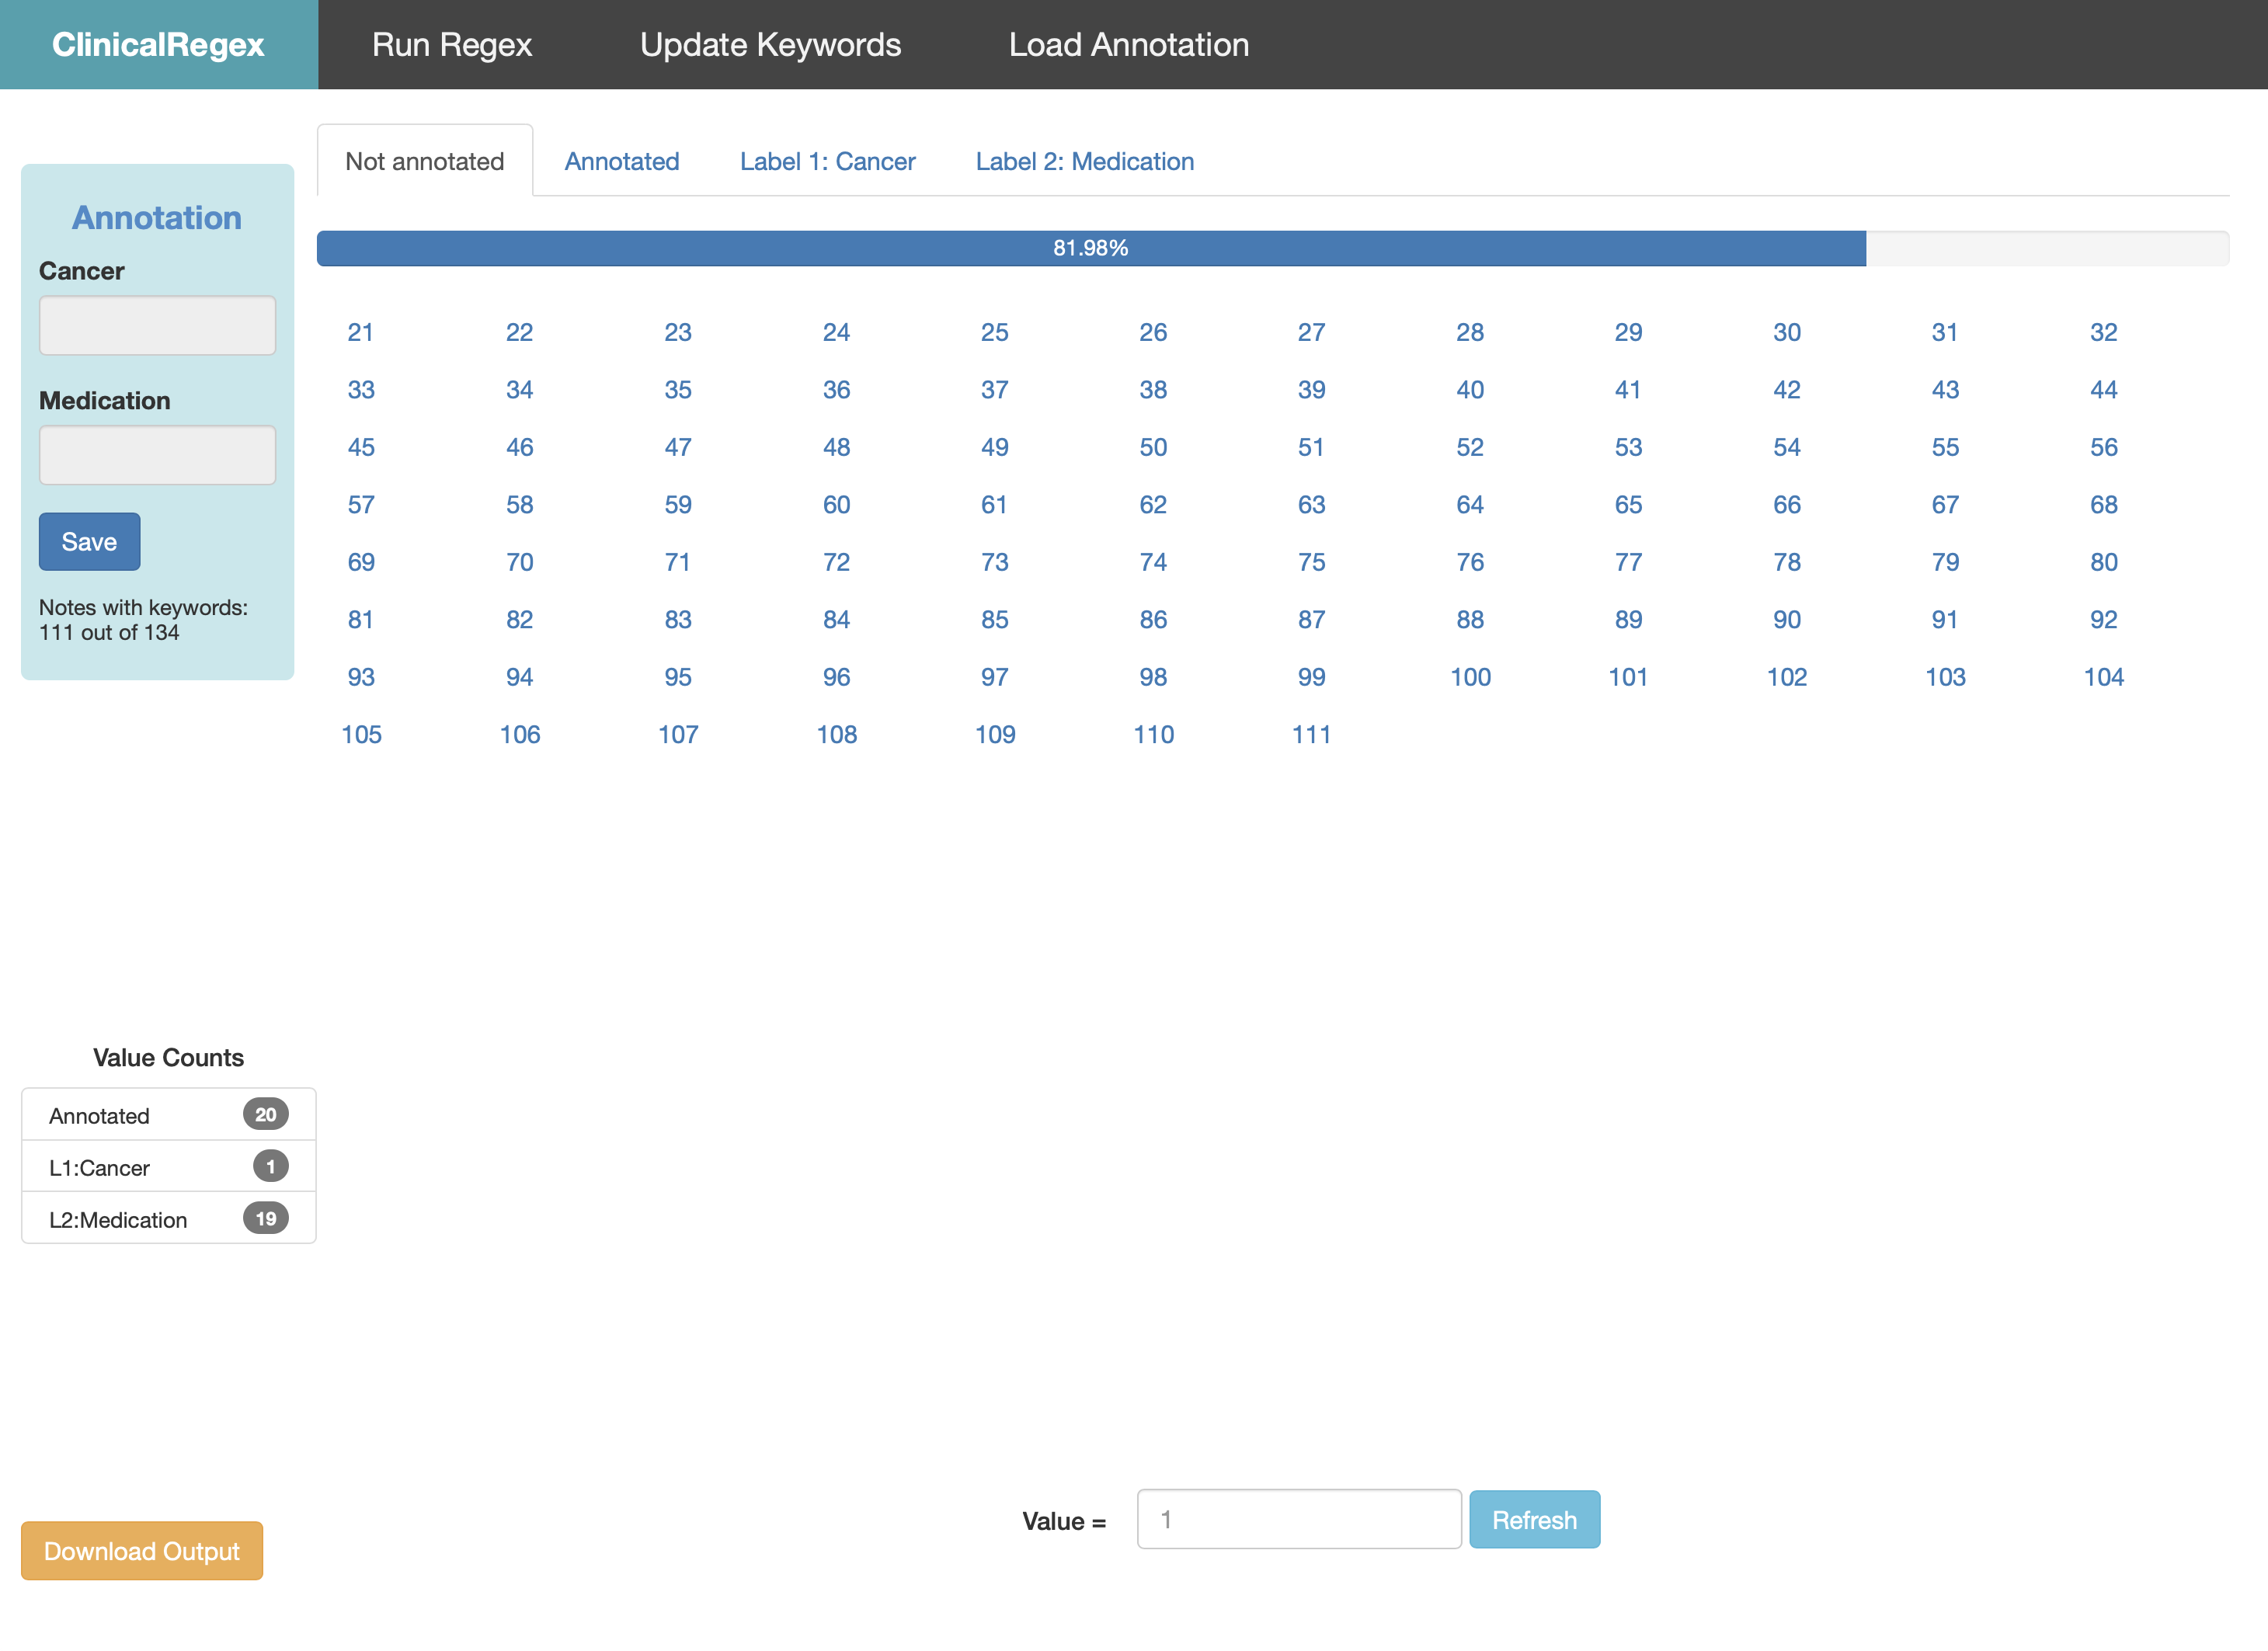 ClinicalRegex Run Regex Update Keywords Load Annotation
Not annotated Annotated Label 1: Cancer Label 2: Medication
Annotation
Cancer
Medication
Save
Notes with keywords:
111 out of 134
81.98%
21 22 23 24 25 26 27 28 29 30 31 32
33 34 35 36 37 38 39 40 41 42 43 44
45 46 47 48 49 50 51 52 53 54 55 56
57 58 59 60 61 62 63 64 65 66 67 68
69 70 71 72 73 74 75 76 77 78 79 80
81 82 83 84 85 86 87 88 89 90 91 92
93 94 95 96 97 98 99 100 101 102 103 104
105 106 107 108 109 110 111
Value Counts
Annotated 20
L1:Cancer 1
L2:Medication 19
Value = 1 Refresh
Download Output